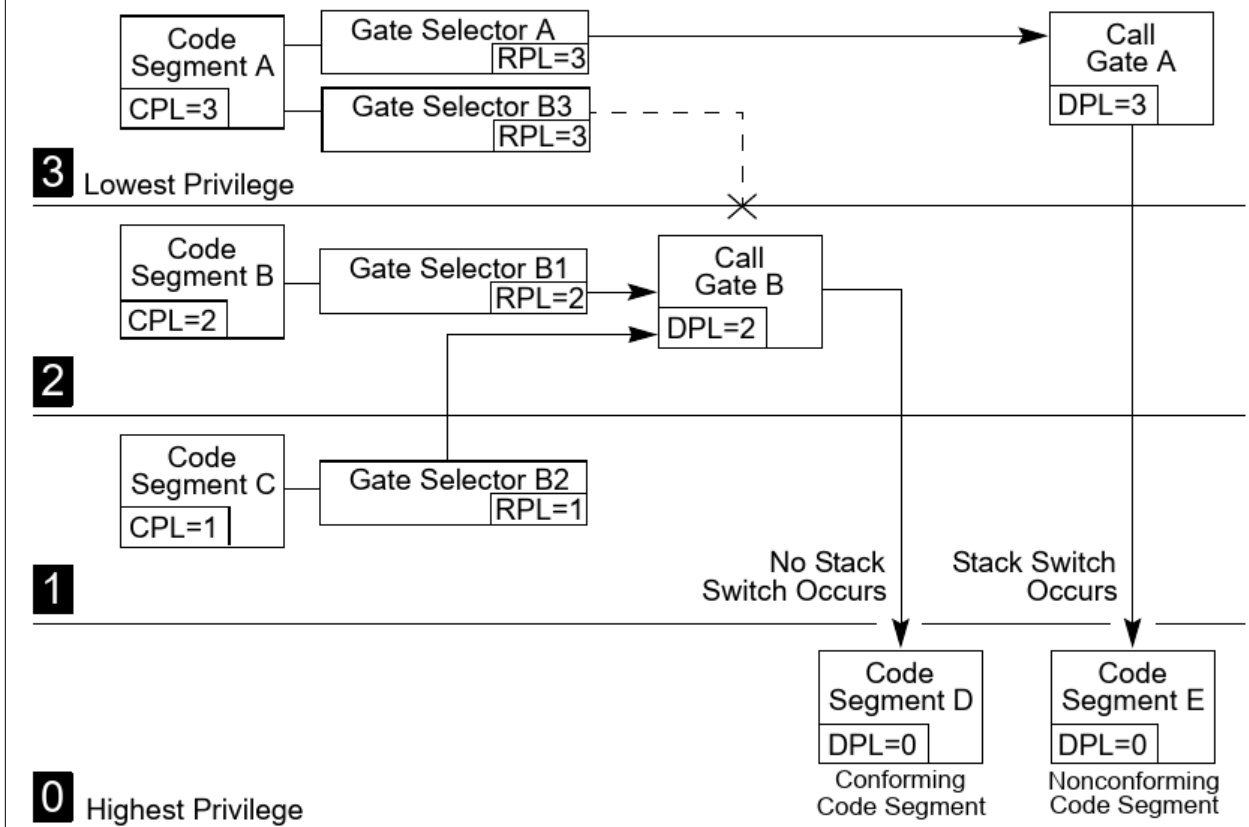 Code
Segment A
CPL=3
Gate Selector A
RPL=3
Gate Selector B3
RPL=3
Call
Gate A
DPL=3
3 Lowest Privilege
Code
Segment B
CPL=2
Gate Selector B1
RPL=2
Call
Gate B
DPL=2
2
Code
Segment C
CPL=1
Gate Selector B2
RPL=1
No Stack
Switch Occurs
Stack Switch
Occurs
1
Code
Segment D
DPL=0
Conforming
Code Segment
Code
Segment E
DPL=0
Nonconforming
Code Segment
0 Highest Privilege